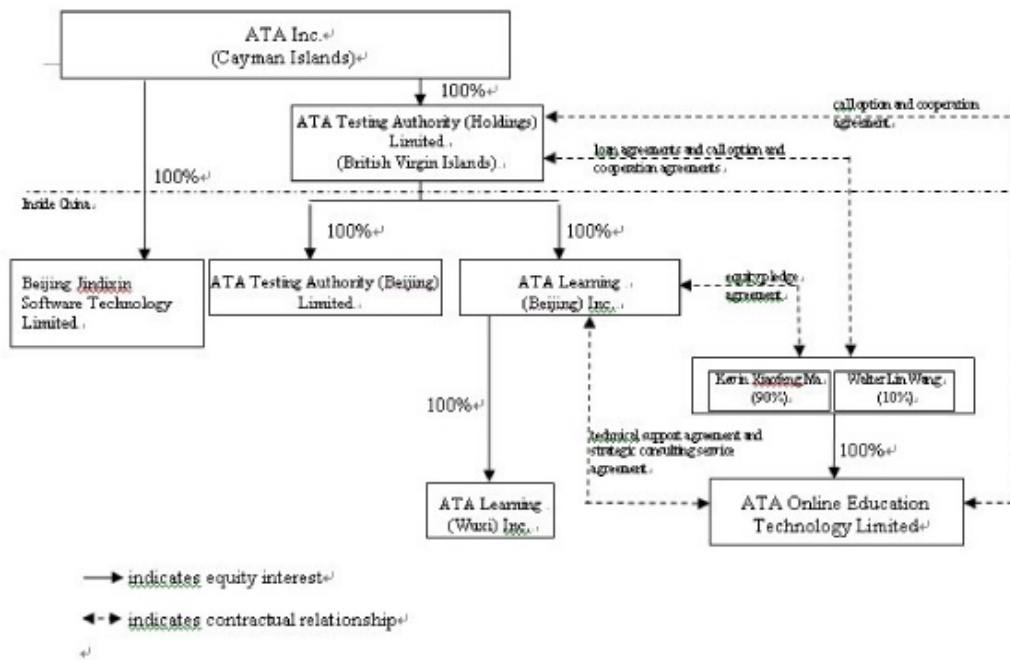 ATA Inc.
(Cayman Islands)
100%
call option and cooperation
agreement.
ATA Testing Authority (Holdings)
Limited.
(British Virgin Islands).
loan agreements and call option and
cooperation agreements.
100%
Inside China.
100%
100%
Beijing Jindixin
Software Technology
Limited.
ATA Testing Authority (Beijing)
Limited.
ATA Learning
(Beijing) Inc.
equity pledge
agreement.
Kevin Xiaofeng Ma.
(90%).
Walter Lin Wang.
(10%).
100%
technical support agreement and
strategic consulting service
agreement.
100%
ATA Learning
(Wuxi) Inc.
ATA Online Education
Technology Limited
indicates equity interest
indicates contractual relationship